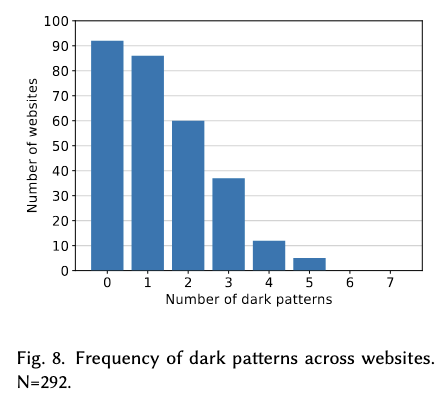 100
90
80
70
60
50
40
30
20
10
0
Number of websites
0 1 2 3 4 5 6 7
Number of dark patterns
Fig. 8. Frequency of dark patterns across websites.
N=292.